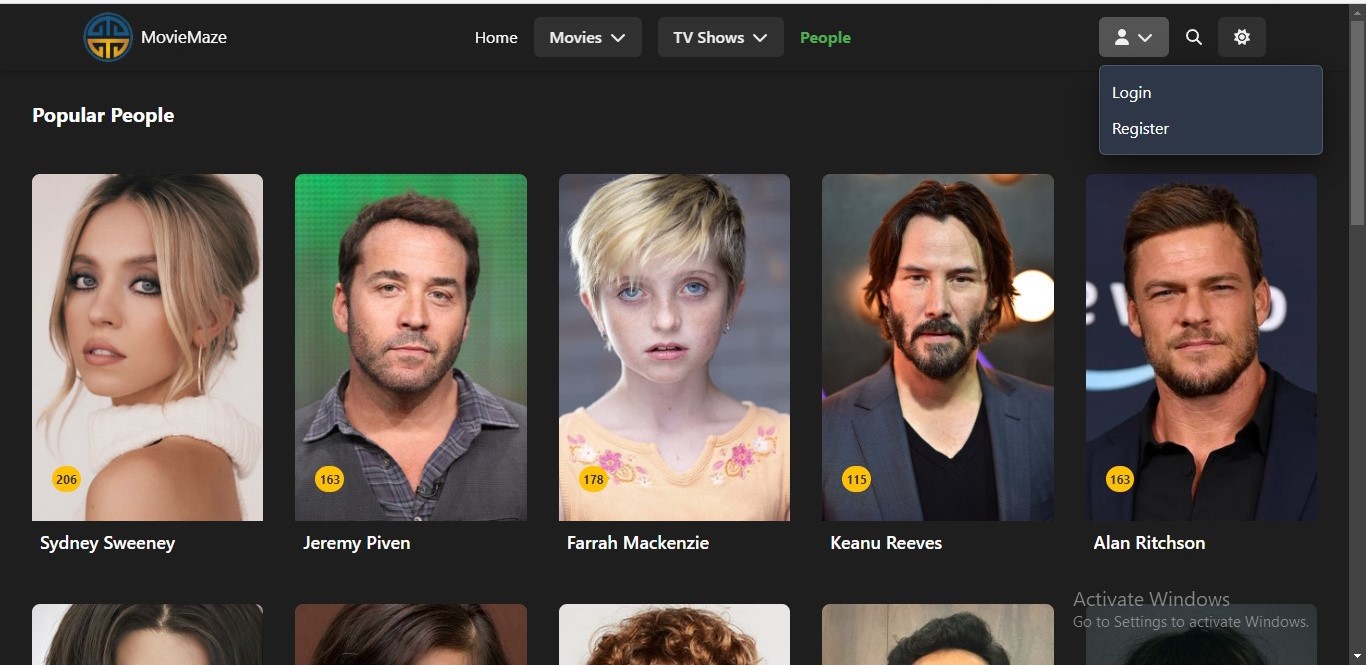 MovieMaze
Home
Movies
TV Shows
People
Login
Register
Popular People
206
163
178
115
163
Sydney Sweeney
Jeremy Piven
Farrah Mackenzie
Keanu Reeves
Alan Ritchson
Activate Windows
Go to Settings to activate Windows.